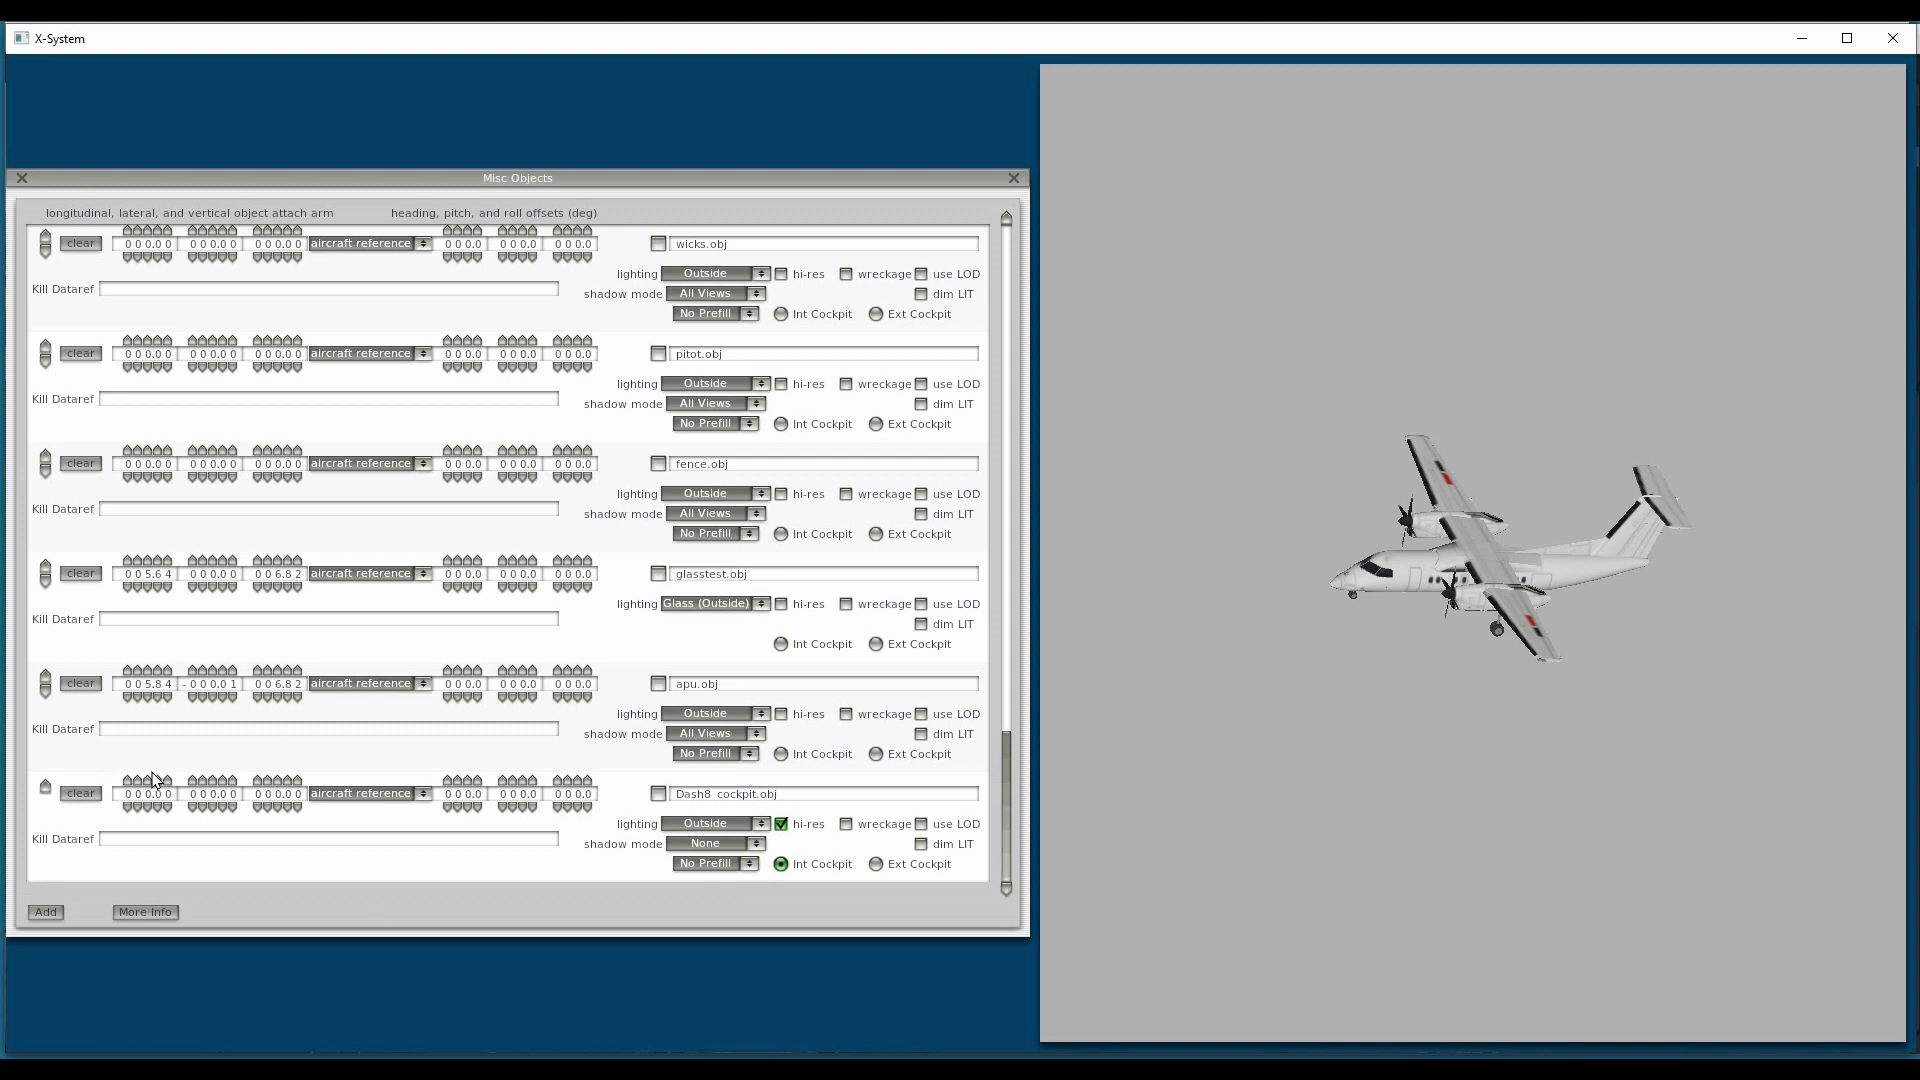 X-System
Misc Objects
longitudinal, lateral, and vertical object attach arm heading, pitch, and roll offsets (deg)
clear 0 0 0.0 0 0 0 0.0 0 0 0 0.0 0 aircraft reference 0 0 0.0 0 0 0.0 0 0 0.0 wicks.obj
lighting Outside hi-res wreckage use LOD
Kill Dataref
shadow mode All Views dim LIT
No Prefill Int Cockpit Ext Cockpit
clear 0 0 0.0 0 0 0 0.0 0 0 0 0.0 0 aircraft reference 0 0 0.0 0 0 0.0 0 0 0.0 pitot.obj
lighting Outside hi-res wreckage use LOD
Kill Dataref
shadow mode All Views dim LIT
No Prefill Int Cockpit Ext Cockpit
clear 0 0 0.0 0 0 0 0.0 0 0 0 0.0 0 aircraft reference 0 0 0.0 0 0 0.0 0 0 0.0 fence.obj
lighting Outside hi-res wreckage use LOD
Kill Dataref
shadow mode All Views dim LIT
No Prefill Int Cockpit Ext Cockpit
clear 0 0 5.6 4 0 0 0.0 0 0 0 6.8 2 aircraft reference 0 0 0.0 0 0 0.0 0 0 0.0 glasstest.obj
lighting Glass (Outside) hi-res wreckage use LOD
Kill Dataref
dim LIT
Int Cockpit Ext Cockpit
clear 0 0 5.8 4 - 0 0 0.0 1 0 0 6.8 2 aircraft reference 0 0 0.0 0 0 0.0 0 0 0.0 apu.obj
lighting Outside hi-res wreckage use LOD
Kill Dataref
shadow mode All Views dim LIT
No Prefill Int Cockpit Ext Cockpit
clear 0 0 0.0 0 0 0 0.0 0 0 0 0.0 0 aircraft reference 0 0 0.0 0 0 0.0 0 0 0.0 Dash8_cockpit.obj
lighting Outside hi-res wreckage use LOD
Kill Dataref
shadow mode None dim LIT
No Prefill Int Cockpit Ext Cockpit
Add More Info